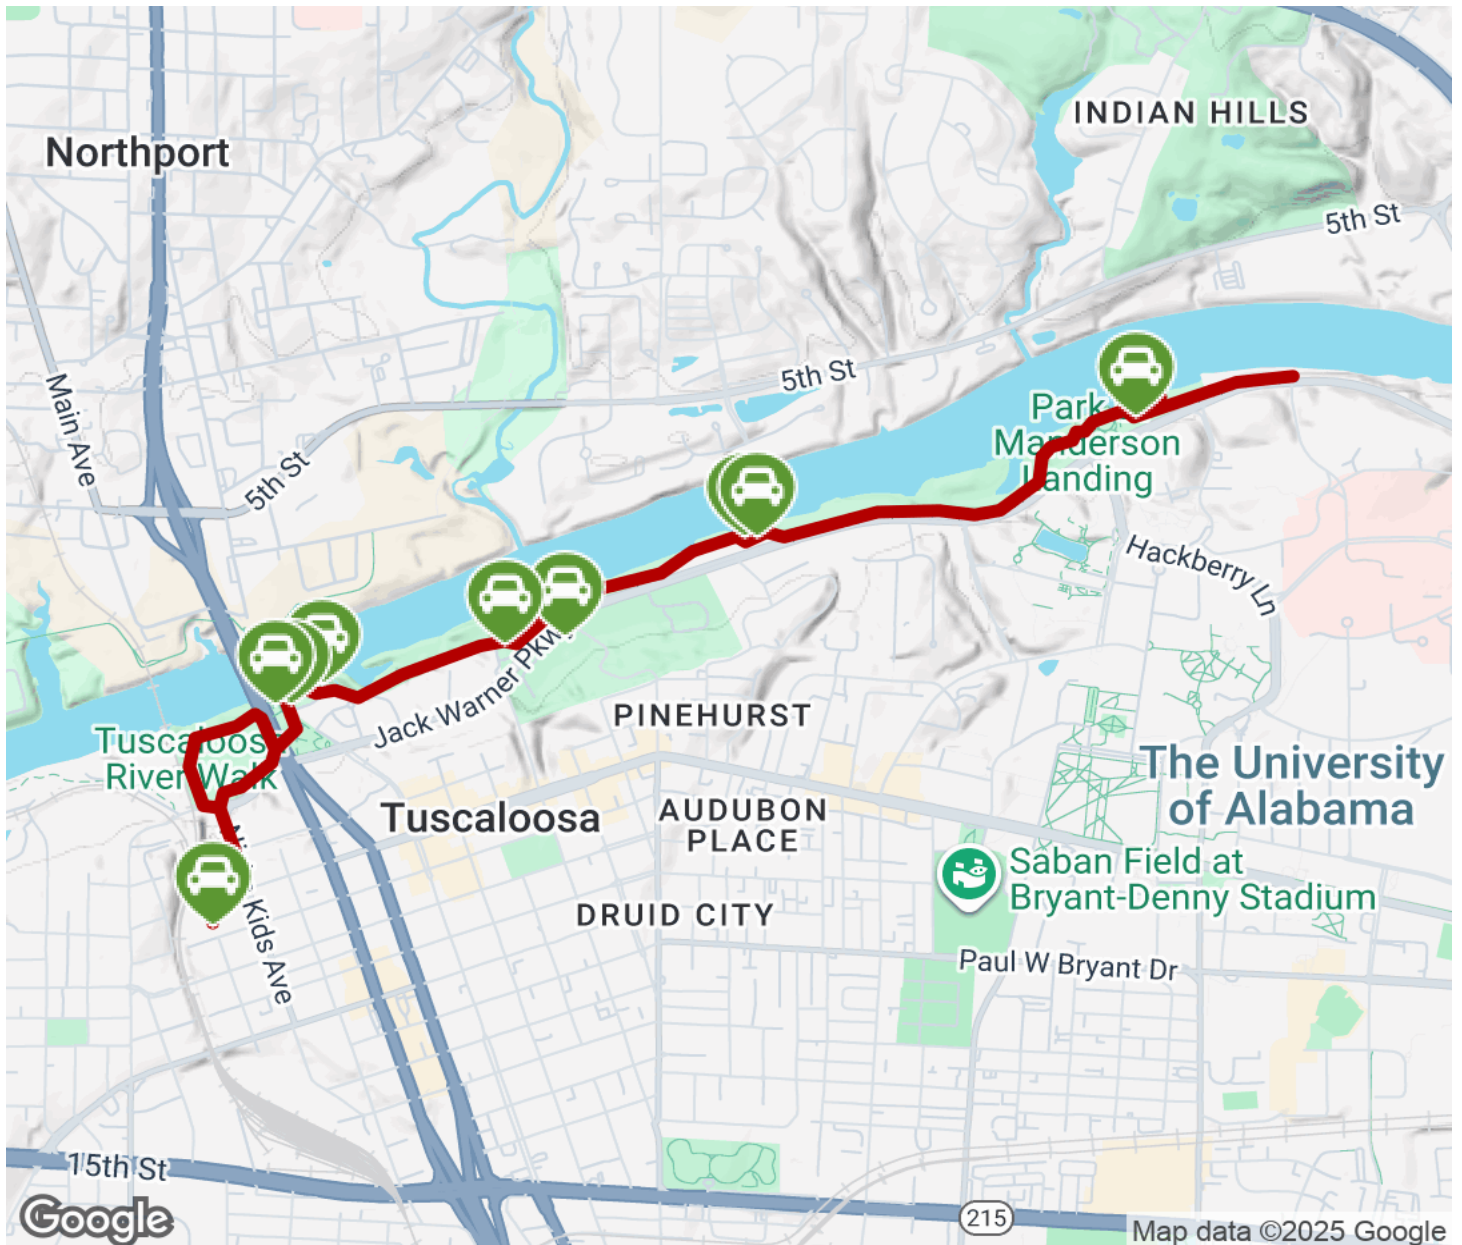 INDIAN HILLS
Northport
5th St
5th St
Main Ave
5th St
Park
Manderson
Landing
Hackberry Ln
Jack Warner Pkwy
PINEHURST
Tuscaloosa
River Walk
The University
of Alabama
Tuscaloosa
AUDUBON
PLACE
Saban Field at
Bryant-Denny Stadium
DRUID CITY
Kids Ave
Paul W Bryant Dr
15th St
215
Google
Map data ©2025 Google